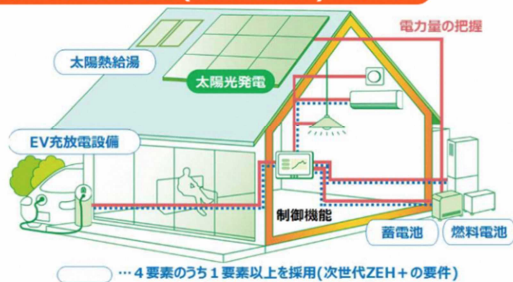 電力量の把握
太陽熱給湯
太陽光発電
EV充放電設備
制御機能
蓄電池
燃料電池
…４要素のうち１要素以上を採用(次世代ZEH＋の要件)